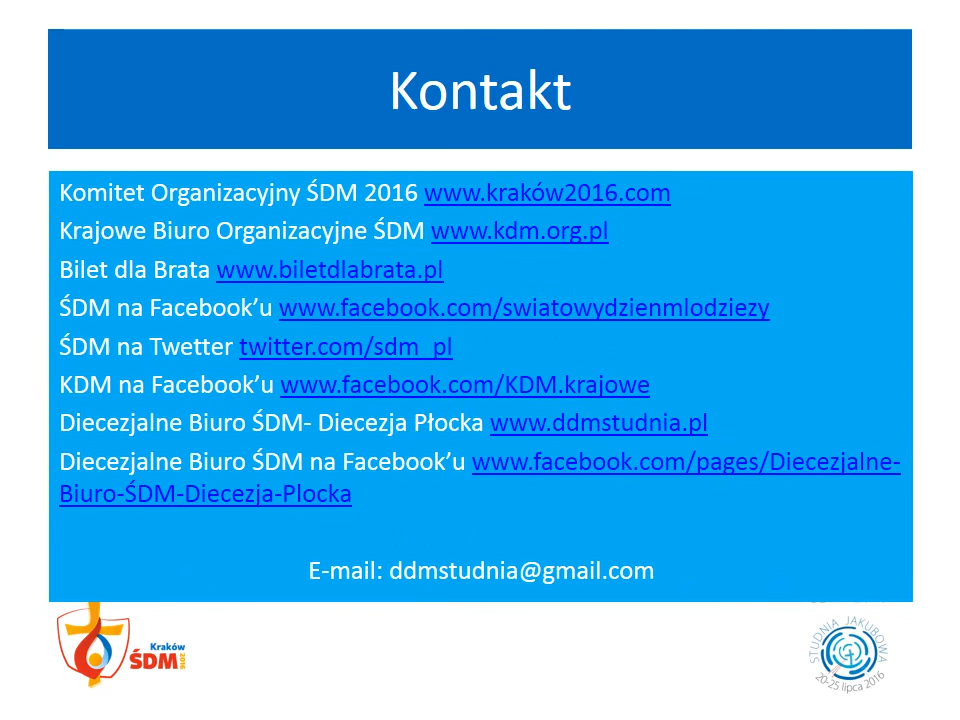 Kontakt
Komitet Organizacyjny ŚDM 2016 www.kraków2016.com
Krajowe Biuro Organizacyjne ŚDM www.kdm.org.pl
Bilet dla Brata www.biletdlabrata.pl
ŚDM na Facebook’u www.facebook.com/swiatowydzienmlodziezy
ŚDM na Twetter twitter.com/sdm_pl
KDM na Facebook’u www.facebook.com/KDM.krajowe
Diecezjalne Biuro ŚDM- Diecezja Płocka www.ddmstudnia.pl
Diecezjalne Biuro ŚDM na Facebook’u www.facebook.com/pages/Diecezjalne-
Biuro-ŚDM-Diecezja-Plocka
E-mail: ddmstudnia@gmail.com
Kraków
ŚDM 2016
STUDNIA JAKUBOWA
20-25 lipca 2016